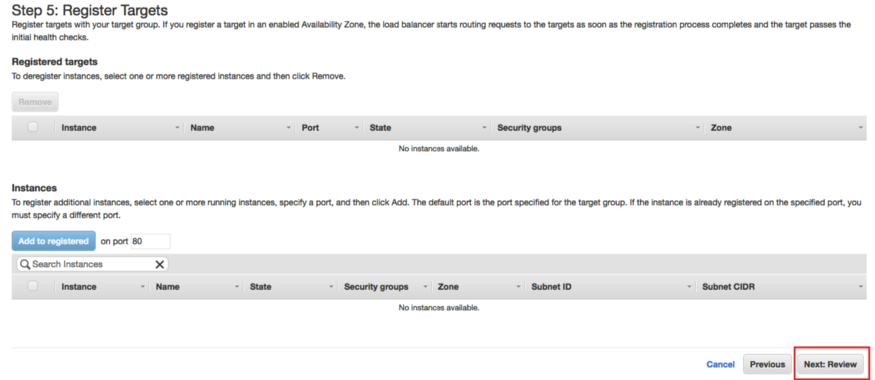 Step 5: Register Targets
Register targets with your target group. If you register a target in an enabled Availability Zone, the load balancer starts routing requests to the targets as soon as the registration process completes and the target passes the
initial health checks.
Registered targets
To deregister instances, select one or more registered instances and then click Remove.
Remove
Instance Name Port State Security groups Zone
No instances available.
Instances
To register additional instances, select one or more running instances, specify a port, and then click Add. The default port is the port specified for the target group. If the instance is already registered on the specified port, you
must specify a different port.
Add to registered on port 80
Search Instances X
Instance Name State Security groups Zone Subnet ID Subnet CIDR
No instances available.
Cancel Previous Next: Review